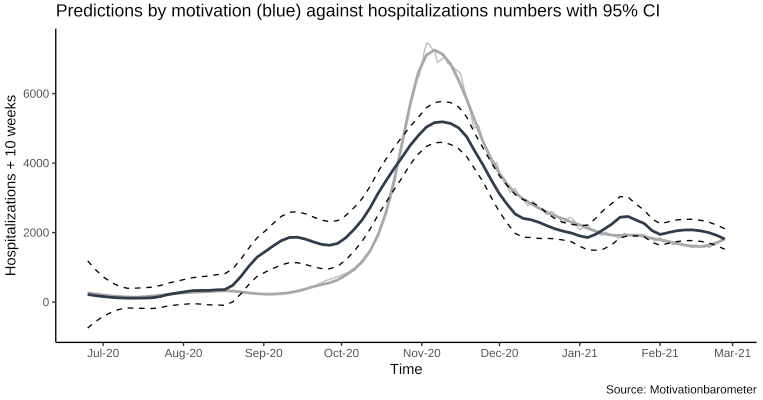 Predictions by motivation (blue) against hospitalizations numbers with 95% CI
Hospitalizations + 10 weeks
6000
4000
2000
0
Jul-20 Aug-20 Sep-20 Oct-20 Nov-20 Dec-20 Jan-21 Feb-21 Mar-21
Time
Source: Motivationbarometer